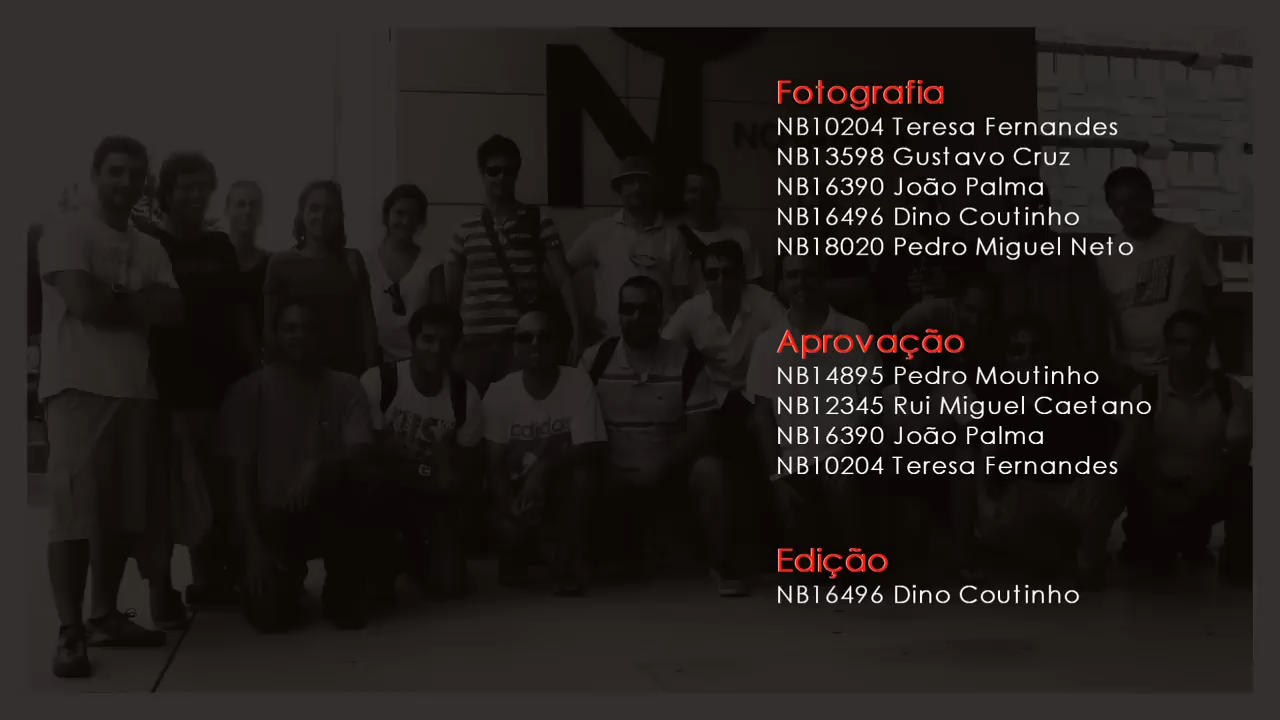 Fotografia
NB10204 Teresa Fernandes
NB13598 Gustavo Cruz
NB16390 João Palma
NB16496 Dino Coutinho
NB18020 Pedro Miguel Neto
Aprovação
NB14895 Pedro Moutinho
NB12345 Rui Miguel Caetano
NB16390 João Palma
NB10204 Teresa Fernandes
Edição
NB16496 Dino Coutinho
N
adidas